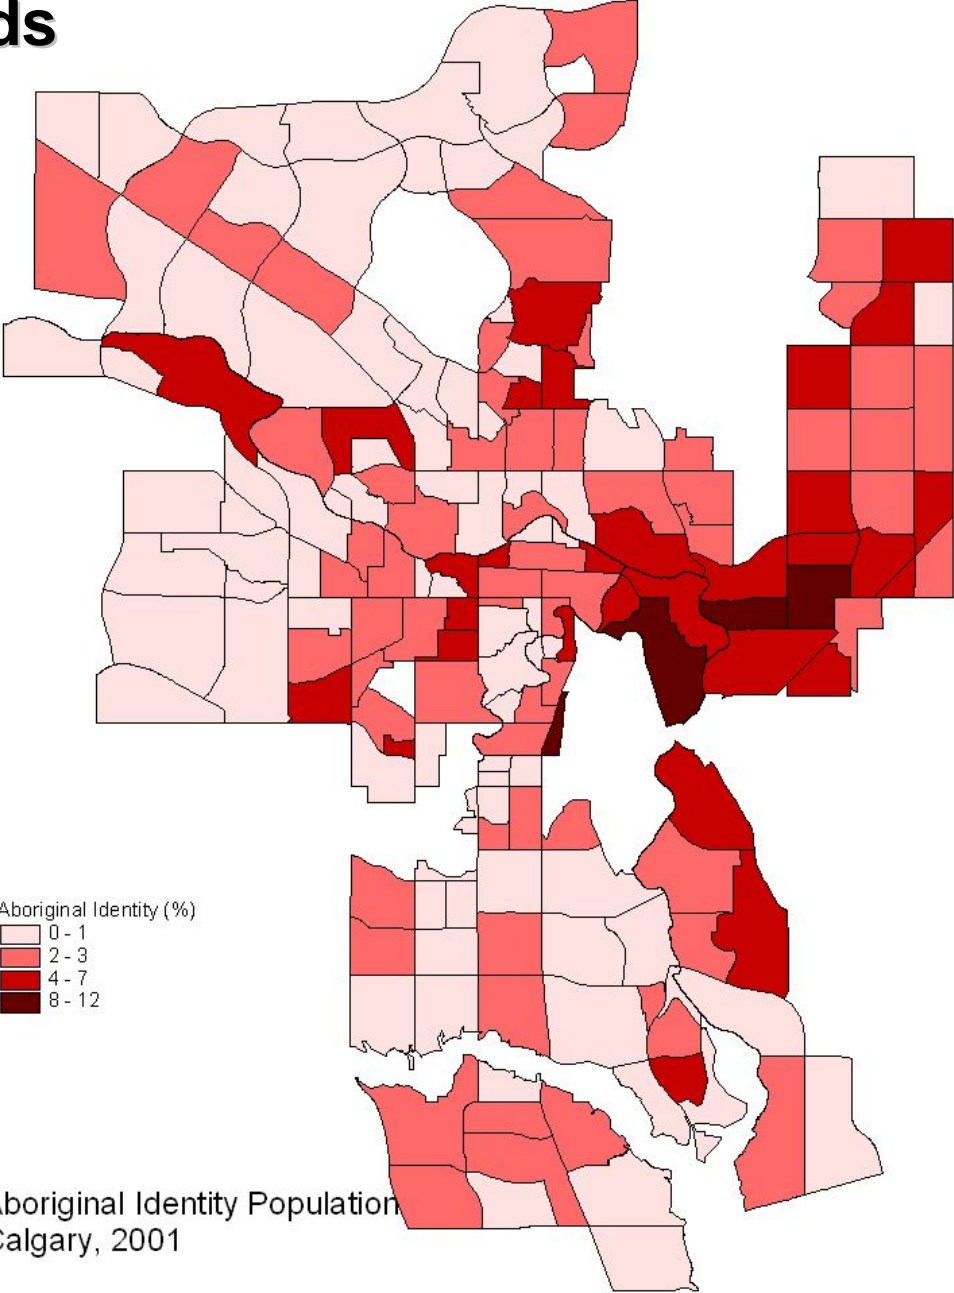 ds
Aboriginal Identity (%)
0 - 1
2 - 3
4 - 7
8 - 12
Aboriginal Identity Population
Calgary, 2001